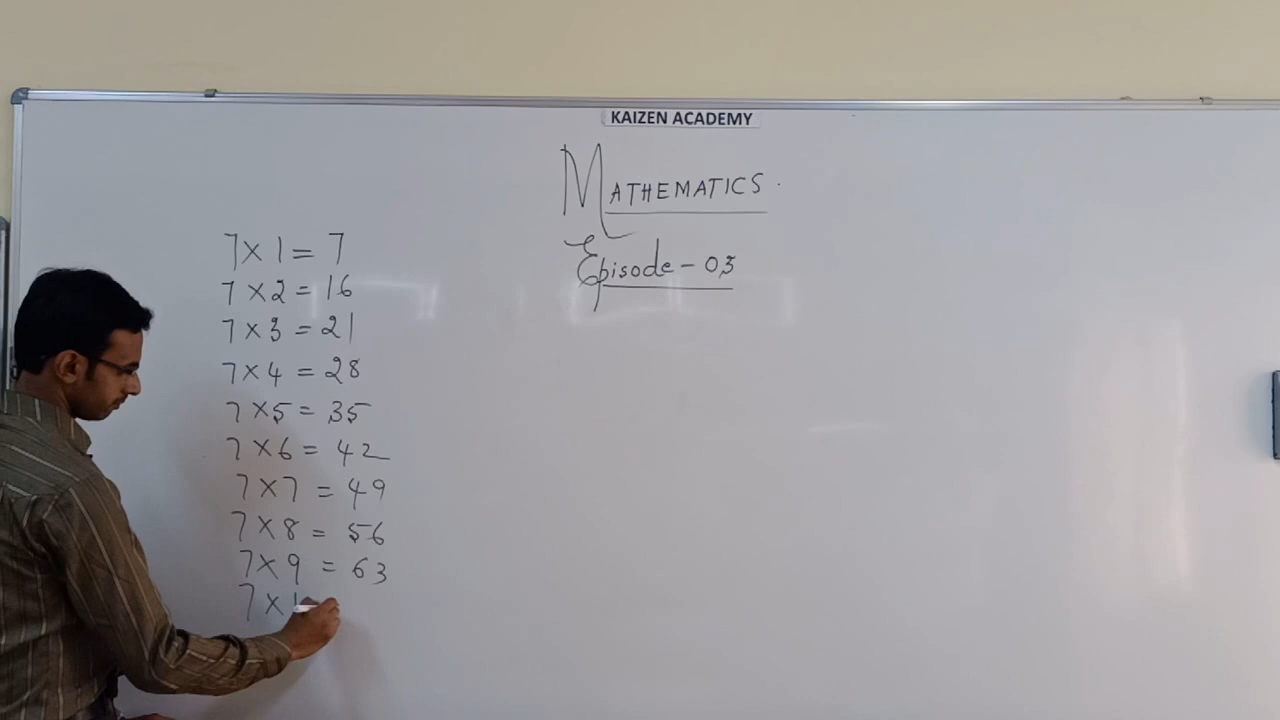 KAIZEN ACADEMY
MATHEMATICS.
Episode - 03
7 × 1 = 7
7 × 2 = 16
7 × 3 = 21
7 × 4 = 28
7 × 5 = 35
7 × 6 = 42
7 × 7 = 49
7 × 8 = 56
7 × 9 = 63
7 × 1